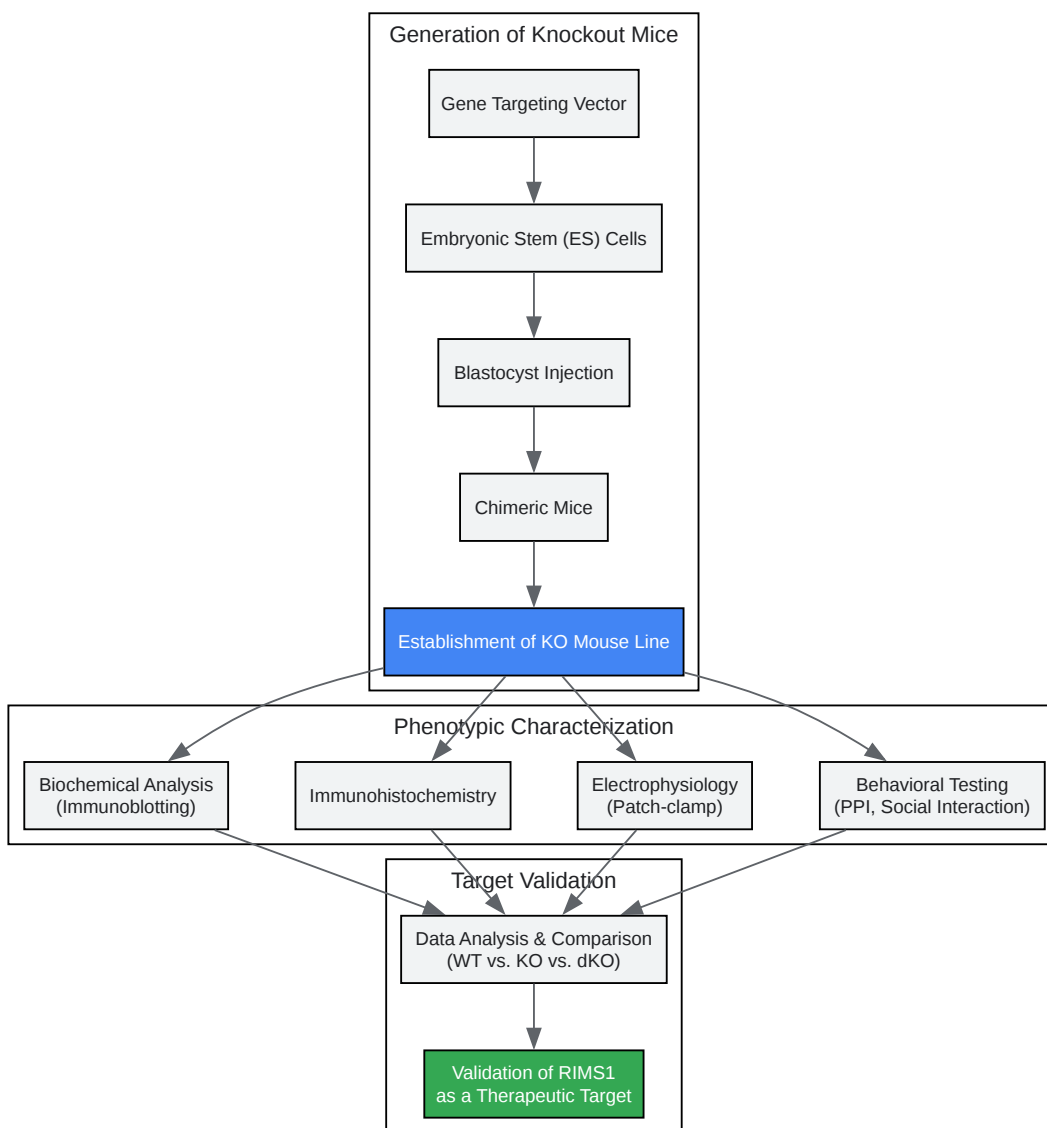 Generation of Knockout Mice
Gene Targeting Vector
Embryonic Stem (ES) Cells
Blastocyst Injection
Chimeric Mice
Establishment of KO Mouse Line
Phenotypic Characterization
Biochemical Analysis
(Immunoblotting)
Immunohistochemistry
Electrophysiology
(Patch-clamp)
Behavioral Testing
(PPI, Social Interaction)
Target Validation
Data Analysis & Comparison
(WT vs. KO vs. dKO)
Validation of RIMS1
as a Therapeutic Target